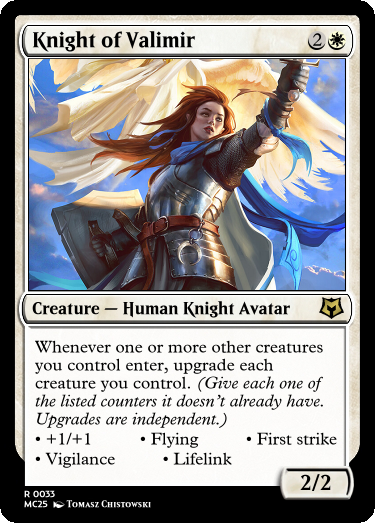 Knight of Valimir 2
Creature — Human Knight Avatar
Whenever one or more other creatures
you control enter, upgrade each
creature you control. (Give each one of
the listed counters it doesn't already have.
Upgrades are independent.)
• +1/+1 • Flying • First strike
• Vigilance • Lifelink
2/2
R 0033
MC25 Tomasz Chistowski